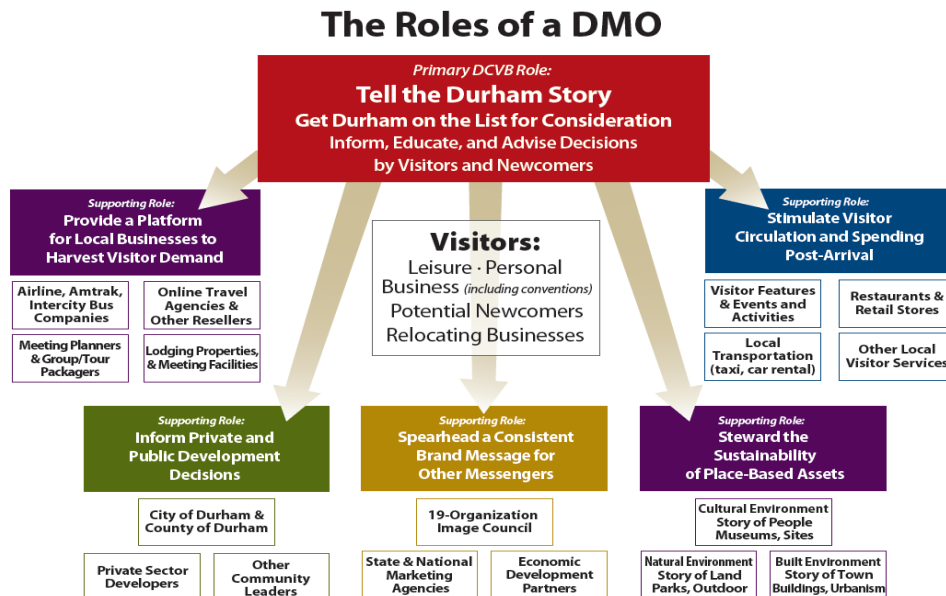 The Roles of a DMO
Primary DCVB Role:
Tell the Durham Story
Get Durham on the List for Consideration
Inform, Educate, and Advise Decisions
by Visitors and Newcomers
Supporting Role:
Provide a Platform
for Local Businesses to
Harvest Visitor Demand
Airline, Amtrak,
Intercity Bus
Companies
Online Travel
Agencies &
Other Resellers
Meeting Planners
& Group/Tour
Packagers
Lodging Properties,
& Meeting Facilities
Visitors:
Leisure · Personal
Business (including conventions)
Potential Newcomers
Relocating Businesses
Supporting Role:
Stimulate Visitor
Circulation and Spending
Post-Arrival
Visitor Features
& Events and
Activities
Restaurants &
Retail Stores
Local
Transportation
(taxi, car rental)
Other Local
Visitor Services
Supporting Role:
Inform Private and
Public Development
Decisions
City of Durham &
County of Durham
Private Sector
Developers
Other
Community
Leaders
Supporting Role:
Spearhead a Consistent
Brand Message for
Other Messengers
19-Organization
Image Council
State & National
Marketing
Agencies
Economic
Development
Partners
Supporting Role:
Steward the
Sustainability
of Place-Based Assets
Cultural Environment
Story of People
Museums, Sites
Natural Environment
Story of Land
Parks, Outdoor
Built Environment
Story of Town
Buildings, Urbanism